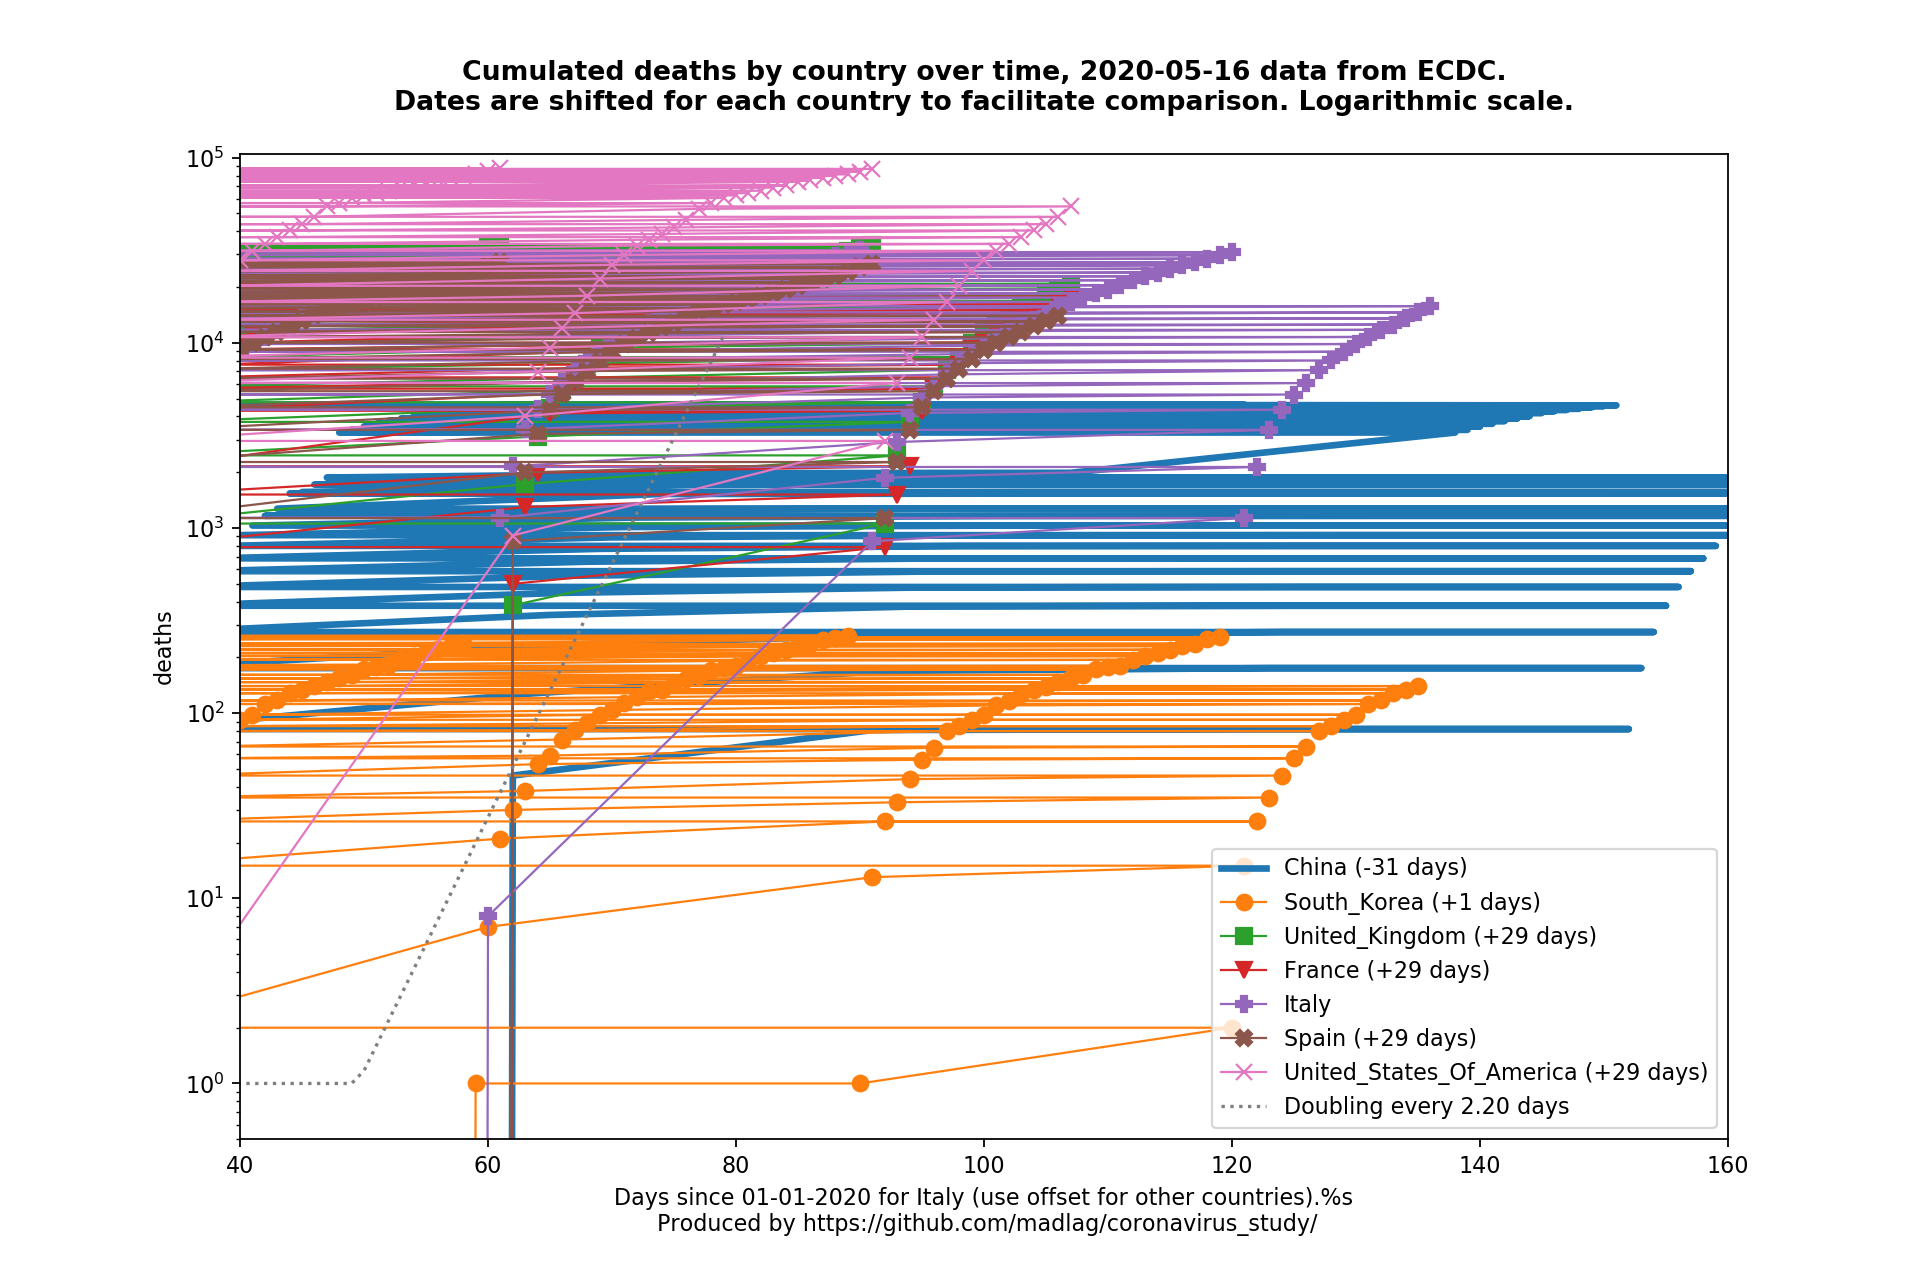 Cumulated deaths by country over time, 2020-05-16 data from ECDC.
Dates are shifted for each country to facilitate comparison. Logarithmic scale.
deaths
10⁵
10⁴
10³
10²
10¹
10⁰
40
60
80
100
120
140
160
China (-31 days)
South_Korea (+1 days)
United_Kingdom (+29 days)
France (+29 days)
Italy
Spain (+29 days)
United_States_Of_America (+29 days)
Doubling every 2.20 days
Days since 01-01-2020 for Italy (use offset for other countries).%s
Produced by https://github.com/madlag/coronavirus_study/